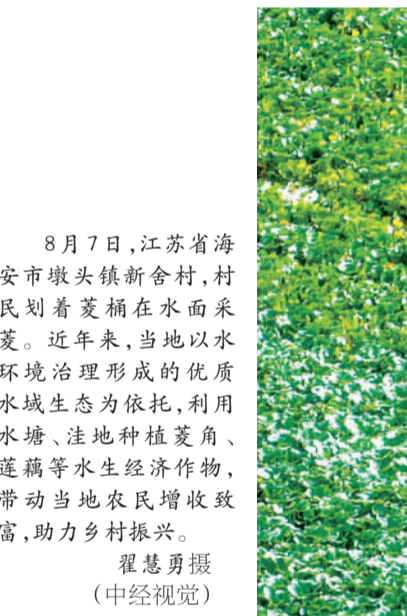 8月7日,江苏省海
安市墩头镇新舍村,村
民划着菱桶在水面采
菱。近年来,当地以水
环境治理形成的优质
水域生态为依托,利用
水塘、洼地种植菱角、
莲藕等水生经济作物,
带动当地农民增收致
富,助力乡村振兴。
翟慧勇摄
(中经视觉)